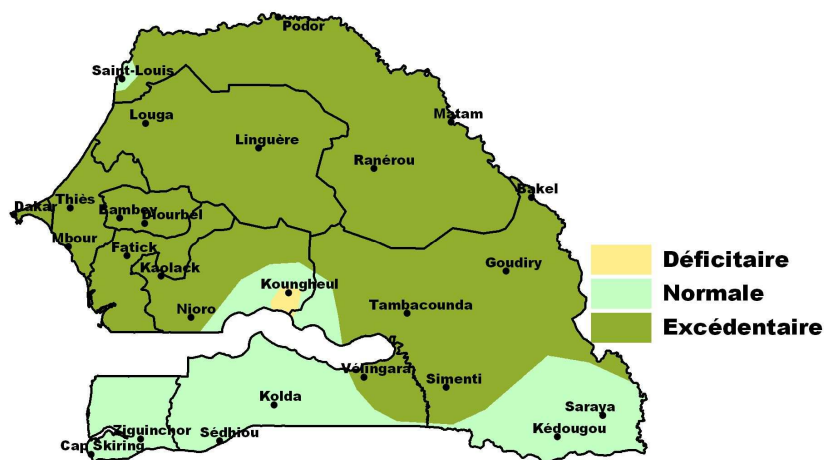 Podor
Saint-Louis
Louga
Matam
Linguère
Ranérou
Bakel
Dakar
Thiès
Bambey
Diourbel
Mbour
Fatick
Kaolack
Goudiry
Koungheul
Nioro
Tambacounda
Vélingara
Simenti
Kolda
Saraya
Kédougou
Ziguinchor
Sédhiou
Cap Skiring
Déficitaire
Normale
Excédentaire